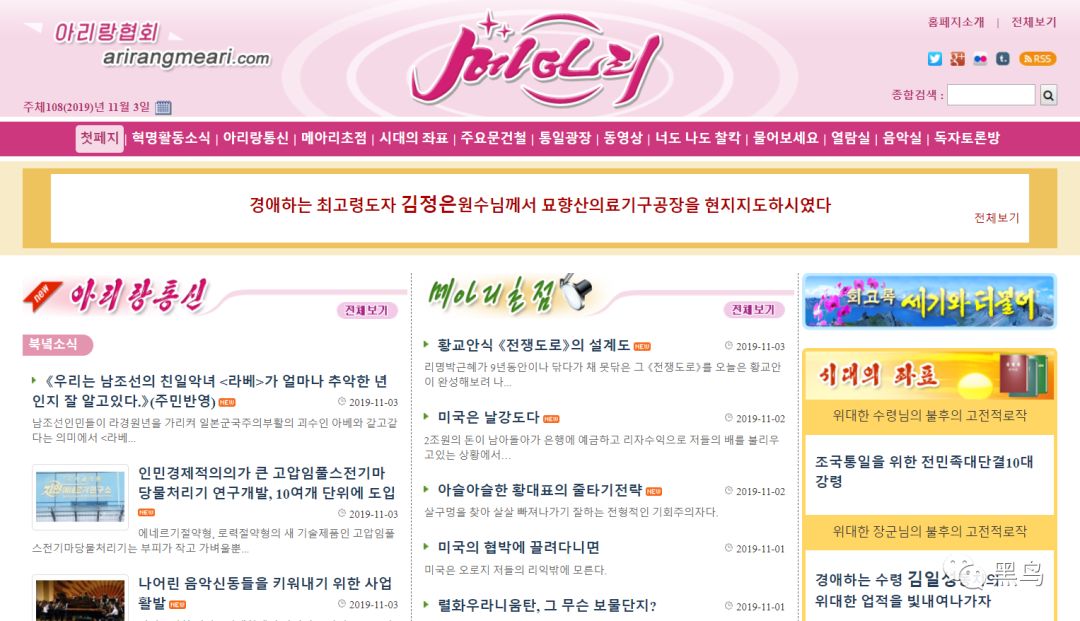 아리랑협회
arirangmeari.com
메아리
홈페지소개 | 전체보기
RSS
종합검색 :
주체108(2019)년 11월 3일
첫페지 | 혁명활동소식 | 아리랑통신 | 메아리초점 | 시대의 좌표 | 주요문건철 | 통일광장 | 동영상 | 너도 나도 찰칵 | 물어보세요 | 열람실 | 음악실 | 독자토론방
경애하는 최고령도자 김정은원수님께서 묘향산의료기구공장을 현지지도하시였다
전체보기
new 아리랑통신
전체보기
북녘소식
《우리는 남조선의 친일악녀 <라베>가 얼마나 추악한 년
인지 잘 알고있다.》(주민반영) NEW
2019-11-03
남조선인민들이 라경원년을 가리켜 일본군국주의부활의 괴수인 아베와 같고같
다는 의미에서 <라베...
인민경제적의의가 큰 고압임풀스전기마
당물처리기 연구개발, 10여개 단위에 도입
NEW
2019-11-03
에네르기절약형, 로력절약형의 새 기술제품인 고압임풀
스전기마당물처리기는 부피가 작고 가벼울뿐...
나어린 음악신동들을 키워내기 위한 사업
활발 NEW
2019-11-03
메아리초점
전체보기
황교안식 《전쟁도로》의 설계도 NEW
2019-11-03
리명박근혜가 9년동안이나 닦다가 채 못닦은 그 《전쟁도로》를 오늘은 황교안
이 완성해보려 나...
미국은 날강도다 NEW
2019-11-02
2조원의 돈이 남아돌아가 은행에 예금하고 리자수익으로 저들의 배를 불리우
고있는 상황에서...
아슬아슬한 황대표의 줄타기전략 NEW
2019-11-02
살구멍을 찾아 살살 빠져나가기 잘하는 전형적인 기회주의자다.
미국의 협박에 끌려다니면
2019-11-01
미국은 오로지 저들의 리익밖에 모른다.
렬화우라니움탄, 그 무슨 보물단지?
2019-11-01
회고록 세기와 더불어
시대의 좌표
위대한 수령님의 불후의 고전적로작
조국통일을 위한 전민족대단결10대
강령
위대한 장군님의 불후의 고전적로작
경애하는 수령 김일성
위대한 업적을 빛내여나가자
黑鸟